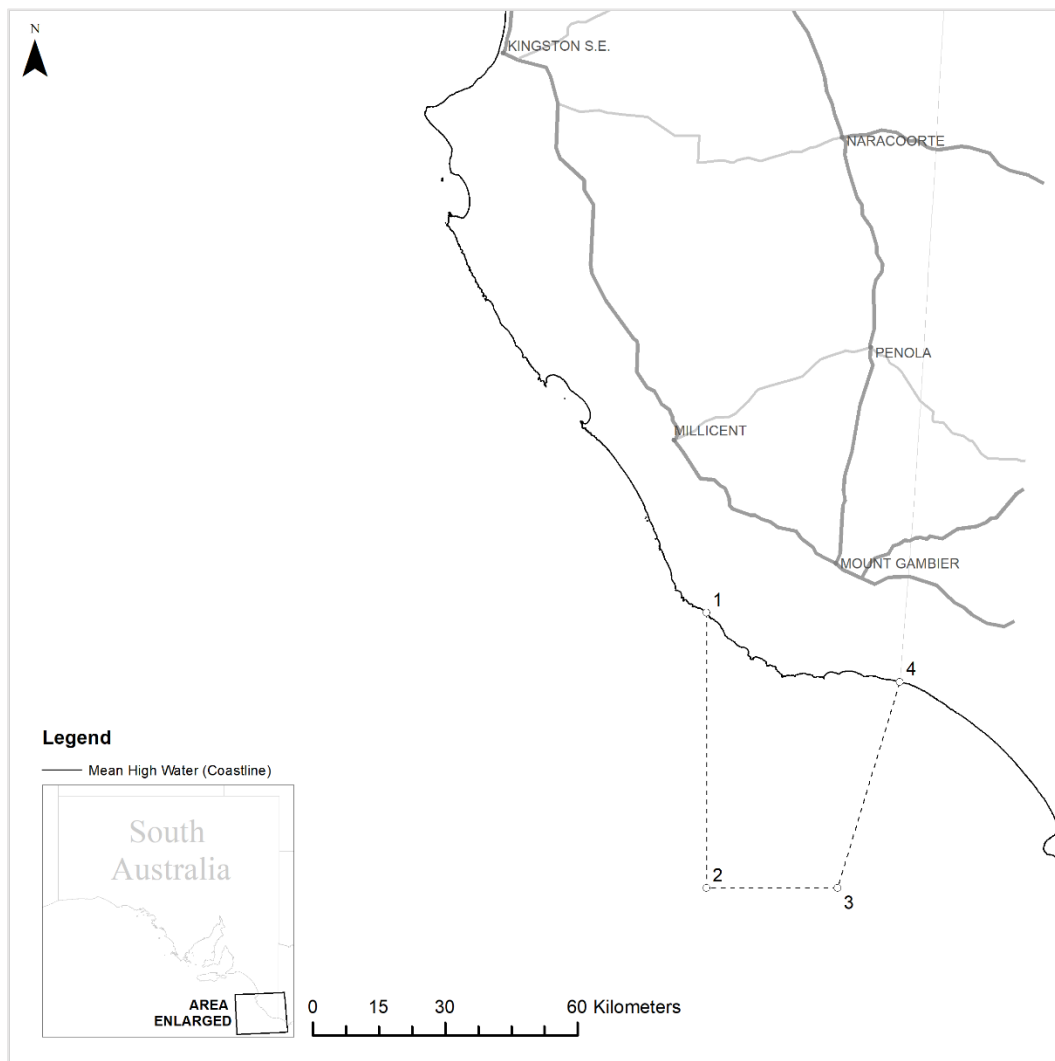 N
KINGSTON S.E.
NARACOORTE
PENOLA
MILLICENT
MOUNT GAMBIER
1
4
2
3
Legend
Mean High Water (Coastline)
South
Australia
AREA
ENLARGED
0 15 30 60 Kilometers